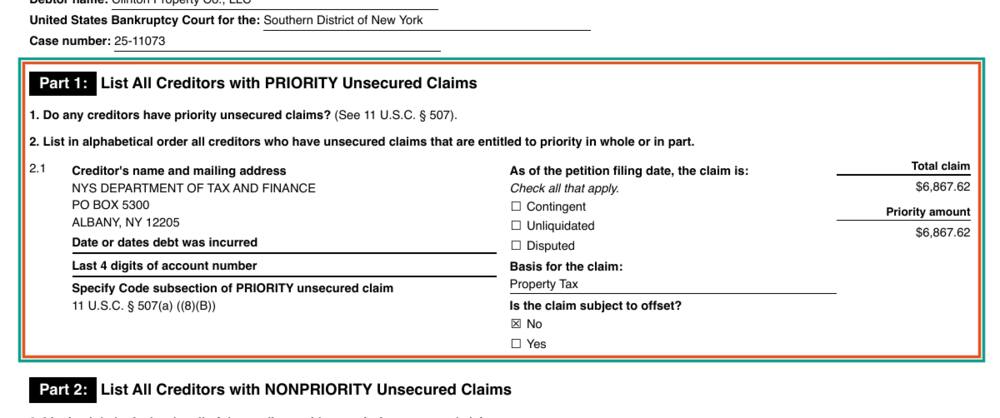 Debtor name: Clinton Property Co., LLC
United States Bankruptcy Court for the: Southern District of New York
Case number: 25-11073
Part 1: List All Creditors with PRIORITY Unsecured Claims
1. Do any creditors have priority unsecured claims? (See 11 U.S.C. § 507).
2. List in alphabetical order all creditors who have unsecured claims that are entitled to priority in whole or in part.
2.1
Creditor's name and mailing address
NYS DEPARTMENT OF TAX AND FINANCE
PO BOX 5300
ALBANY, NY 12205
Date or dates debt was incurred
Last 4 digits of account number
Specify Code subsection of PRIORITY unsecured claim
11 U.S.C. § 507(a) ((8)(B))
As of the petition filing date, the claim is:
Check all that apply.
☐ Contingent
☐ Unliquidated
☐ Disputed
Basis for the claim:
Property Tax
Is the claim subject to offset?
☒ No
☐ Yes
Total claim
$6,867.62
Priority amount
$6,867.62
Part 2: List All Creditors with NONPRIORITY Unsecured Claims